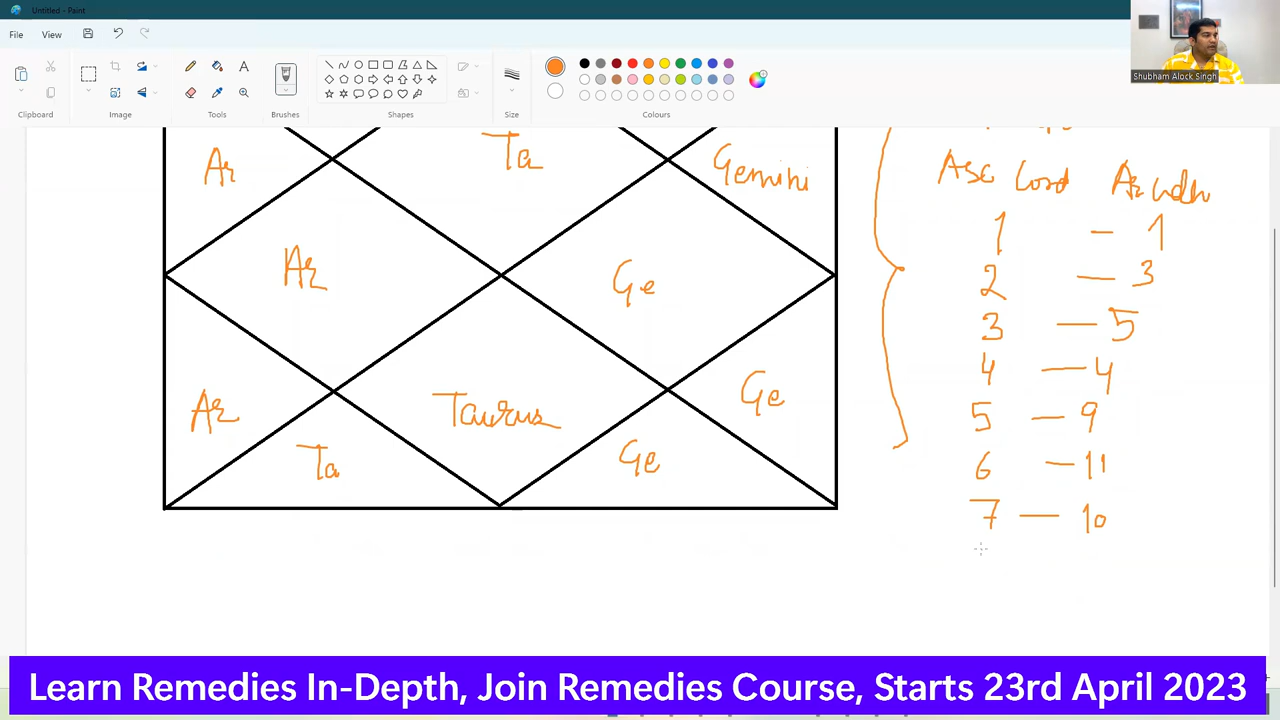 Untitled - Paint
File View
Clipboard Image Tools Brushes Shapes Size Colours
Shubham Alock Singh
Ar Ta Gemini
Asc Lord
Ar Ge
1 - 1
2 — 3
3 — 5
4 — 4
Ar Taurus Ge
5 — 9
Ta Ge
6 — 11
7 — 10
Learn Remedies In-Depth, Join Remedies Course, Starts 23rd April 2023